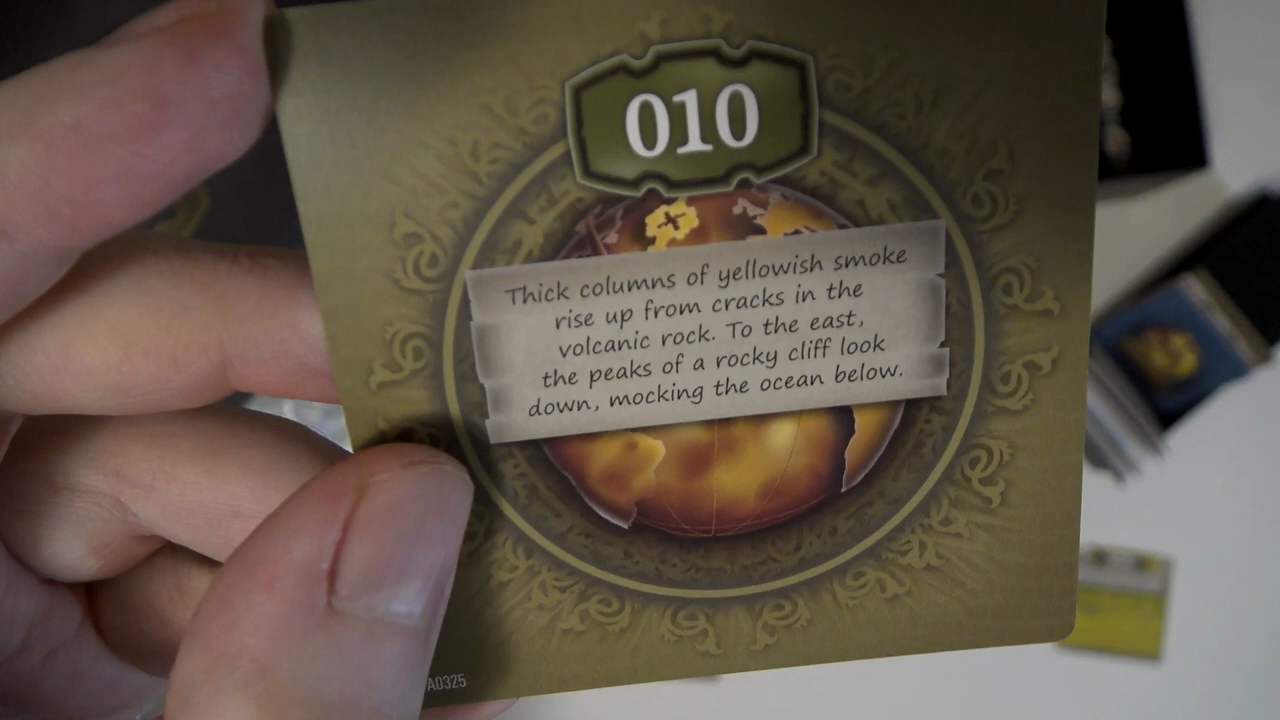 010
Thick columns of yellowish smoke
rise up from cracks in the
volcanic rock. To the east,
the peaks of a rocky cliff look
down, mocking the ocean below.
A0325